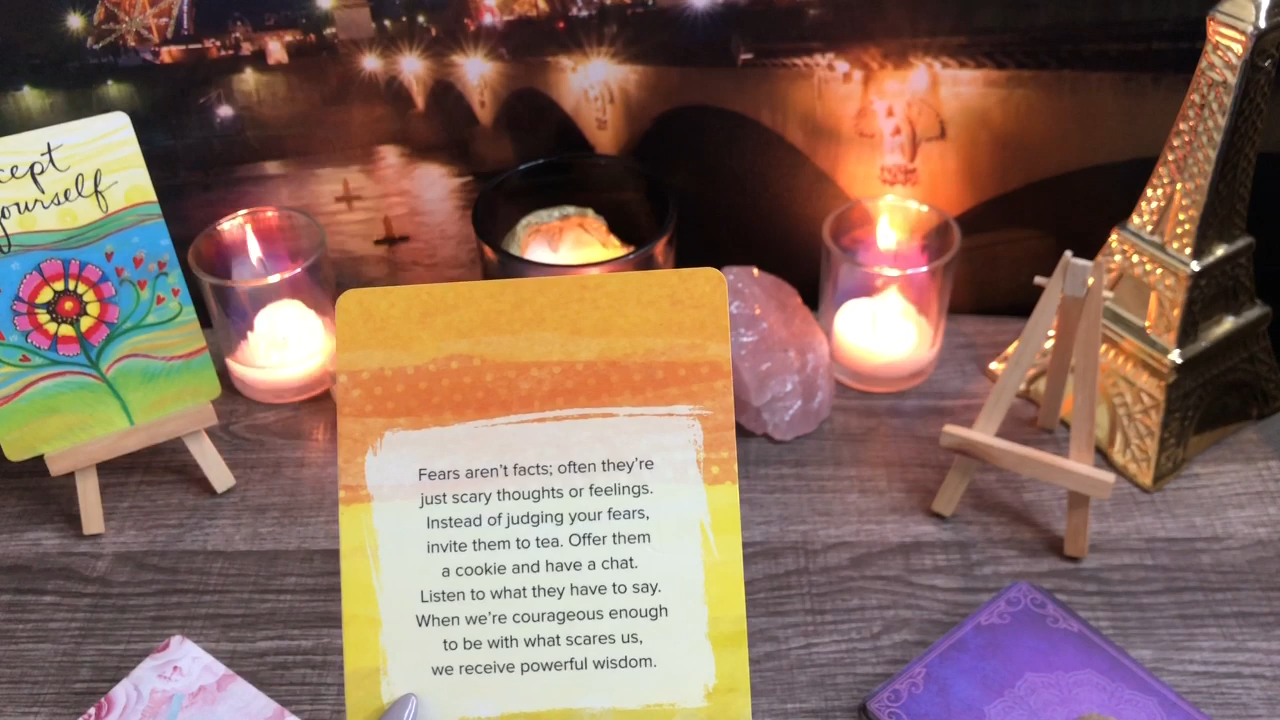 yourself
Fears aren't facts; often they're
just scary thoughts or feelings.
Instead of judging your fears,
invite them to tea. Offer them
a cookie and have a chat.
Listen to what they have to say.
When we're courageous enough
to be with what scares us,
we receive powerful wisdom.